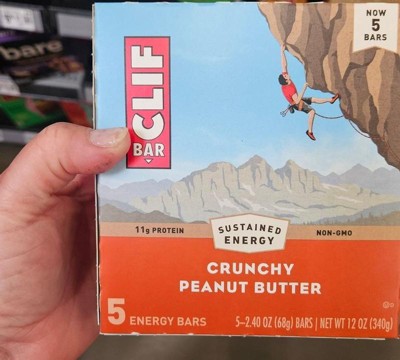 bare
NOW
5
BARS
CLIF
BAR
11g PROTEIN
SUSTAINED
ENERGY
NON-GMO
CRUNCHY
PEANUT BUTTER
5 ENERGY BARS
5–2.40 OZ (68g) BARS | NET WT 12 OZ (340g)